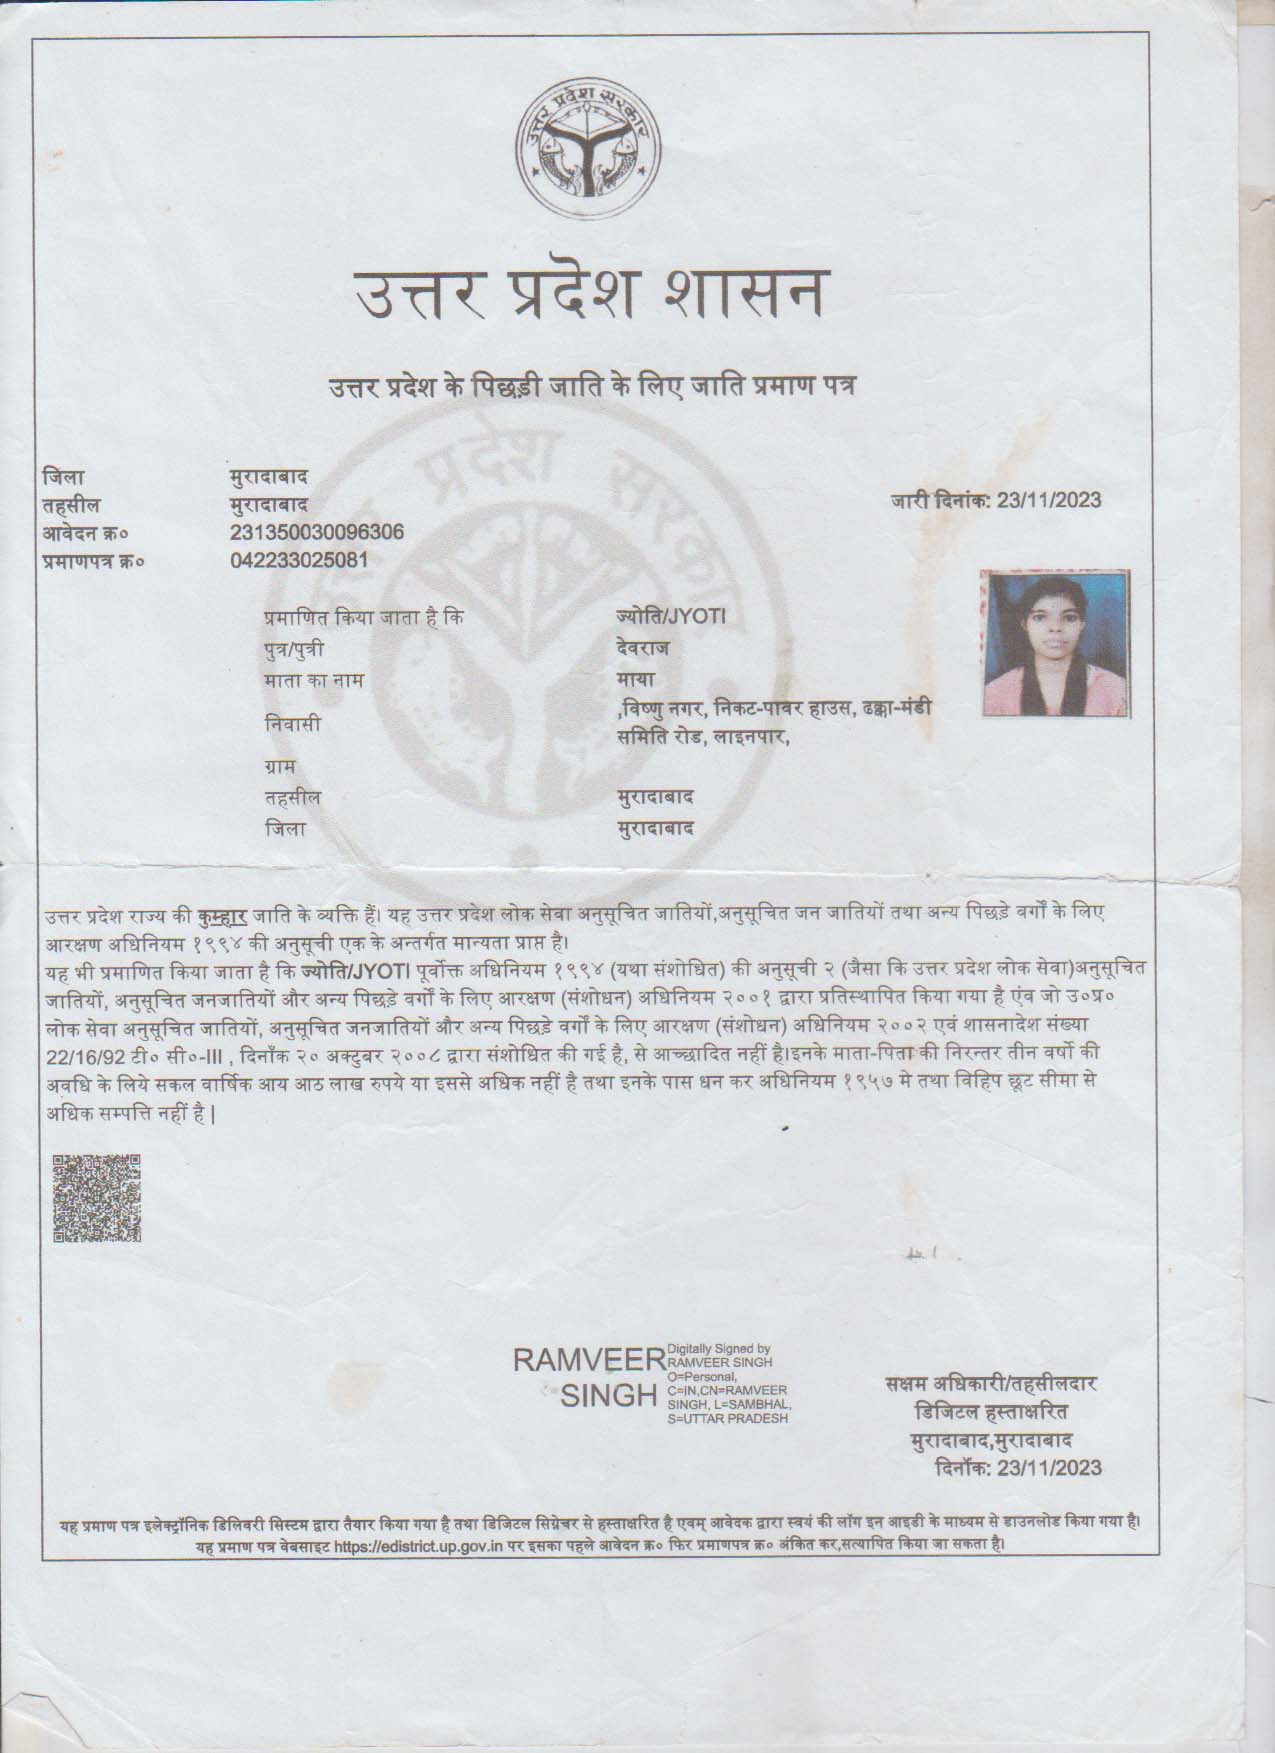 उत्तर प्रदेश सरकार
उत्तर प्रदेश शासन
उत्तर प्रदेश के पिछड़ी जाति के लिए जाति प्रमाण पत्र
जिला मुरादाबाद
तहसील मुरादाबाद
जारी दिनांक: 23/11/2023
आवेदन क्र० 231350030096306
प्रमाणपत्र क्र० 042233025081
प्रमाणित किया जाता है कि ज्योति/JYOTI
पुत्र/पुत्री देवराज
माता का नाम माया
निवासी ,विष्णु नगर, निकट-पावर हाउस, ढक्का-मंडी
समिति रोड, लाइनपार,
ग्राम
तहसील मुरादाबाद
जिला मुरादाबाद
उत्तर प्रदेश राज्य की कुम्हार जाति के व्यक्ति हैं। यह उत्तर प्रदेश लोक सेवा अनुसूचित जातियों,अनुसूचित जन जातियों तथा अन्य पिछड़े वर्गों के लिए
आरक्षण अधिनियम १९९४ की अनुसूची एक के अन्तर्गत मान्यता प्राप्त है।
यह भी प्रमाणित किया जाता है कि ज्योति/JYOTI पूर्वोक्त अधिनियम १९९४ (यथा संशोधित) की अनुसूची २ (जैसा कि उत्तर प्रदेश लोक सेवा)अनुसूचित
जातियों, अनुसूचित जनजातियों और अन्य पिछड़े वर्गों के लिए आरक्षण (संशोधन) अधिनियम २००१ द्वारा प्रतिस्थापित किया गया है एंव जो उ०प्र०
लोक सेवा अनुसूचित जातियों, अनुसूचित जनजातियों और अन्य पिछड़े वर्गों के लिए आरक्षण (संशोधन) अधिनियम २००२ एवं शासनादेश संख्या
22/16/92 टी० सी०-III , दिनाँक २० अक्टुबर २००८ द्वारा संशोधित की गई है, से आच्छादित नहीं है।इनके माता-पिता की निरन्तर तीन वर्षो की
अवधि के लिये सकल वार्षिक आय आठ लाख रुपये या इससे अधिक नहीं है तथा इनके पास धन कर अधिनियम १९५७ मे तथा विहिप छूट सीमा से
अधिक सम्पत्ति नहीं है |
RAMVEER
SINGH
Digitally Signed by
RAMVEER SINGH
O=Personal,
C=IN,CN=RAMVEER
SINGH, L=SAMBHAL,
S=UTTAR PRADESH
सक्षम अधिकारी/तहसीलदार
डिजिटल हस्ताक्षरित
मुरादाबाद,मुरादाबाद
दिनॉक: 23/11/2023
यह प्रमाण पत्र इलेक्ट्रॉनिक डिलिवरी सिस्टम द्वारा तैयार किया गया है तथा डिजिटल सिग्नेचर से हस्ताक्षरित है एवम् आवेदक द्वारा स्वयं की लॉग इन आइडी के माध्यम से डाउनलोड किया गया है।
यह प्रमाण पत्र वेबसाइट https://edistrict.up.gov.in पर इसका पहले आवेदन क्र० फिर प्रमाणपत्र क्र० अंकित कर,सत्यापित किया जा सकता है।